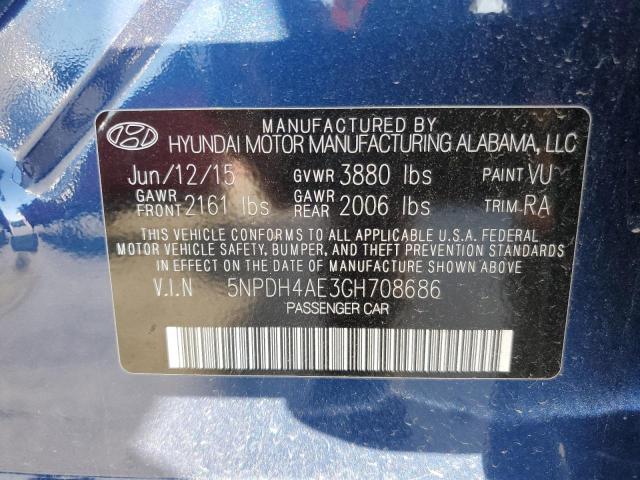 MANUFACTURED BY
HYUNDAI MOTOR MANUFACTURING ALABAMA, LLC
Jun/12/15 GVWR 3880 lbs PAINT VU
GAWR FRONT 2161 lbs GAWR REAR 2006 lbs TRIM: RA
THIS VEHICLE CONFORMS TO ALL APPLICABLE U.S.A. FEDERAL
MOTOR VEHICLE SAFETY, BUMPER, AND THEFT PREVENTION STANDARDS
IN EFFECT ON THE DATE OF MANUFACTURE SHOWN ABOVE.
V.I.N 5NPDH4AE3GH708686
PASSENGER CAR